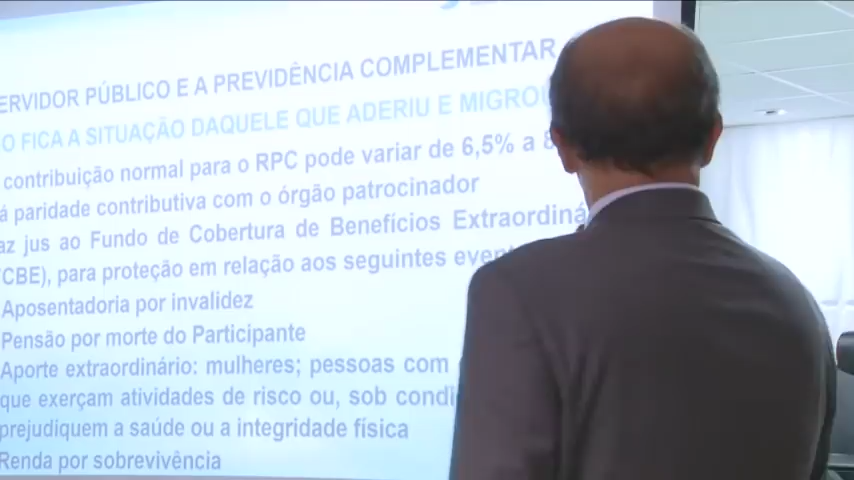 ERVIDOR PÚBLICO E A PREVIDÊNCIA COMPLEMENTAR
O FICA A SITUAÇÃO DAQUELE QUE ADERIU E MIGROU
contribuição normal para o RPC pode variar de 6,5% a 8
á paridade contributiva com o órgão patrocinador
az jus ao Fundo de Cobertura de Benefícios Extraordiná
CBE), para proteção em relação aos seguintes event
Aposentadoria por invalidez
Pensão por morte do Participante
Aporte extraordinário: mulheres; pessoas com
que exerçam atividades de risco ou, sob condi
prejudiquem a saúde ou a integridade física
Renda por sobrevivência